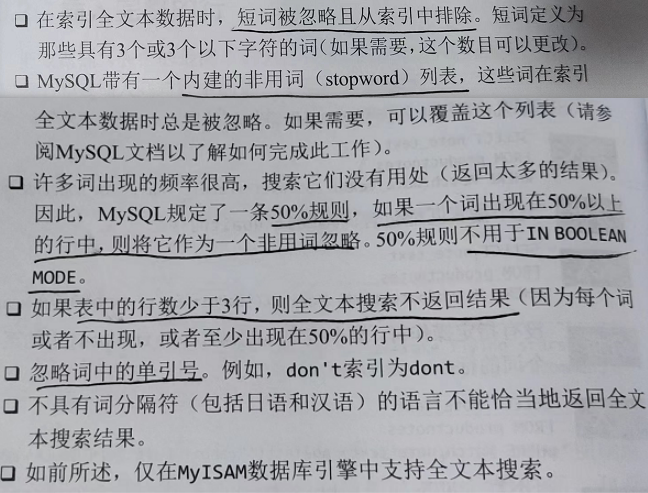 ❑ 在索引全文本数据时，短词被忽略且从索引中排除。短词定义为
那些具有3个或3个以下字符的词（如果需要，这个数目可以更改）。
❑ MySQL带有一个内建的非用词（stopword）列表，这些词在索引
全文本数据时总是被忽略。如果需要，可以覆盖这个列表（请参
阅MySQL文档以了解如何完成此工作）。
❑ 许多词出现的频率很高，搜索它们没有用处（返回太多的结果）。
因此，MySQL规定了一条50%规则，如果一个词出现在50%以上
的行中，则将它作为一个非用词忽略。50%规则不用于IN BOOLEAN
MODE。
❑ 如果表中的行数少于3行，则全文本搜索不返回结果（因为每个词
或者不出现，或者至少出现在50%的行中）。
❑ 忽略词中的单引号。例如，don't索引为dont。
❑ 不具有词分隔符（包括日语和汉语）的语言不能恰当地返回全文
本搜索结果。
❑ 如前所述，仅在MyISAM数据库引擎中支持全文本搜索。